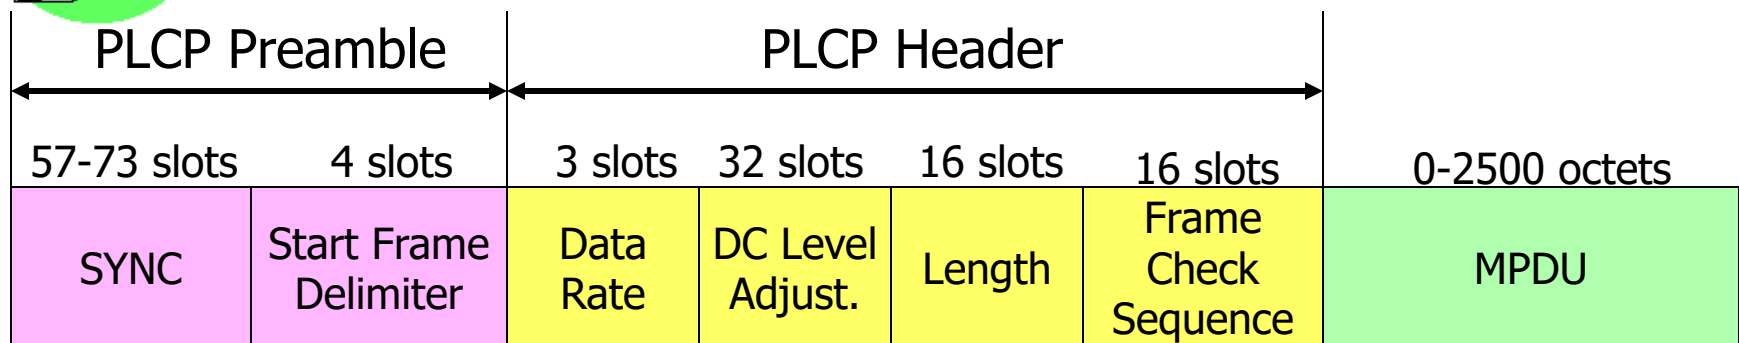 PLCP Preamble PLCP Header
57-73 slots 4 slots 3 slots 32 slots 16 slots 16 slots 0-2500 octets
SYNC
Start Frame
Delimiter
Data
Rate
DC Level
Adjust.
Length
Frame
Check
Sequence
MPDU